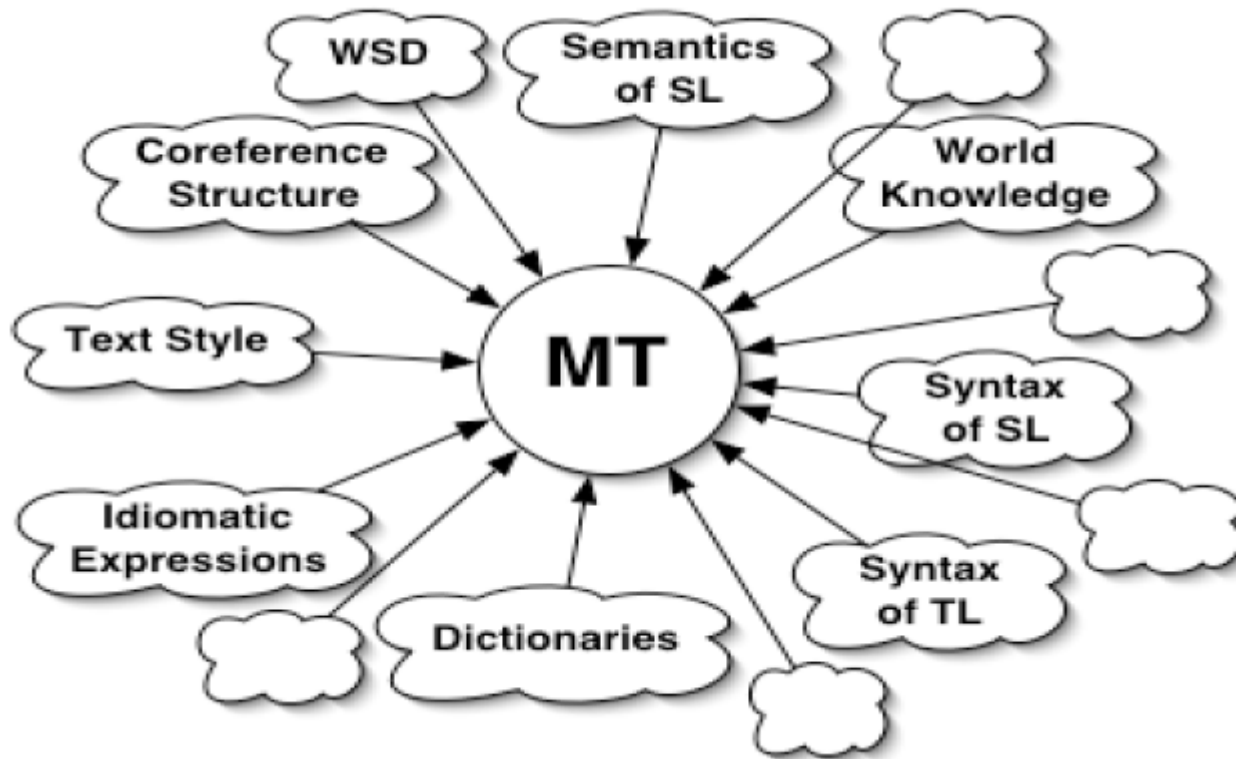 WSD
Semantics
of SL
Coreference
Structure
World
Knowledge
Text Style
MT
Syntax
of SL
Idiomatic
Expressions
Syntax
of TL
Dictionaries